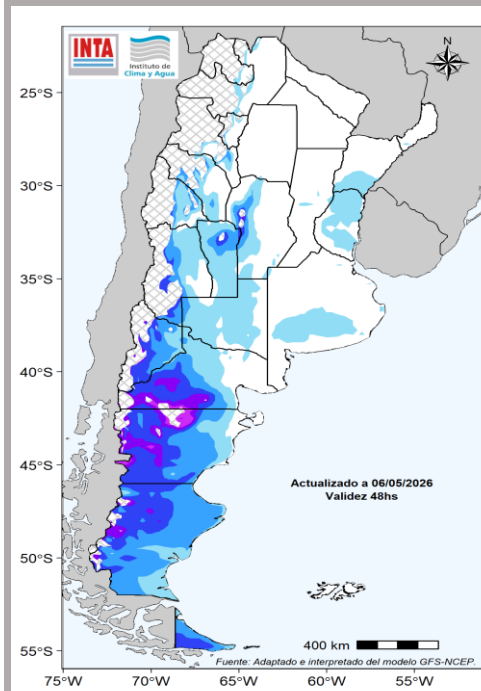 INTA
Instituto de
Clima y Agua
N
25°S
30°S
35°S
40°S
45°S
50°S
55°S
Actualizado a 06/05/2026
Validez 48hs
400 km
Fuente: Adaptado e interpretado del modelo GFS-NCEP.
75°W
70°W
65°W
60°W
55°W